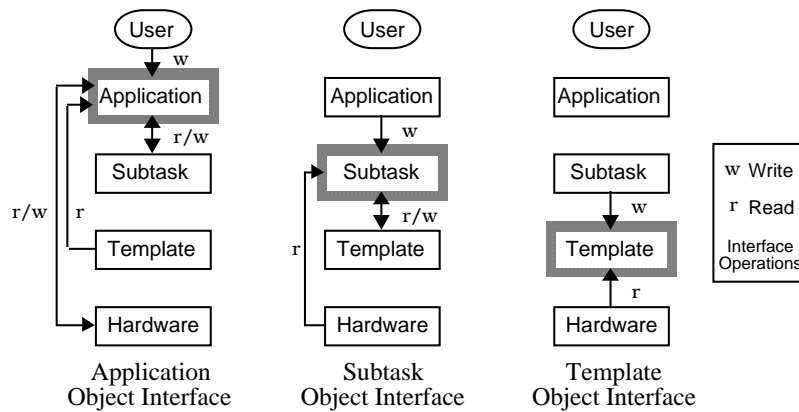 User
w
Application
r/w
Subtask
r/w
r
Template
Hardware
Application
Object Interface
User
Application
w
Subtask
r/w
r
Template
Hardware
Subtask
Object Interface
User
Application
Subtask
w
Template
r
Hardware
Template
Object Interface
w Write
r Read
Interface
Operations